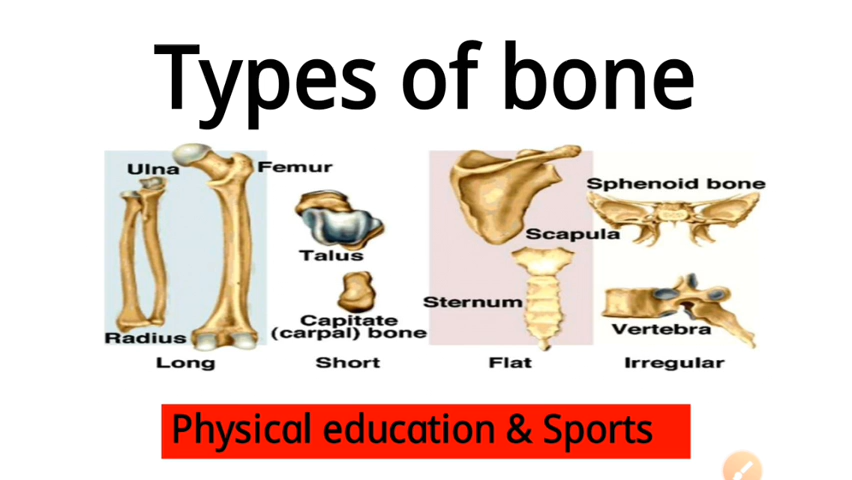 Types of bone
Ulna
Femur
Talus
Capitate
(carpal) bone
Radius
Long
Short
Scapula
Sternum
Flat
Sphenoid bone
Vertebra
Irregular
Physical education & Sports